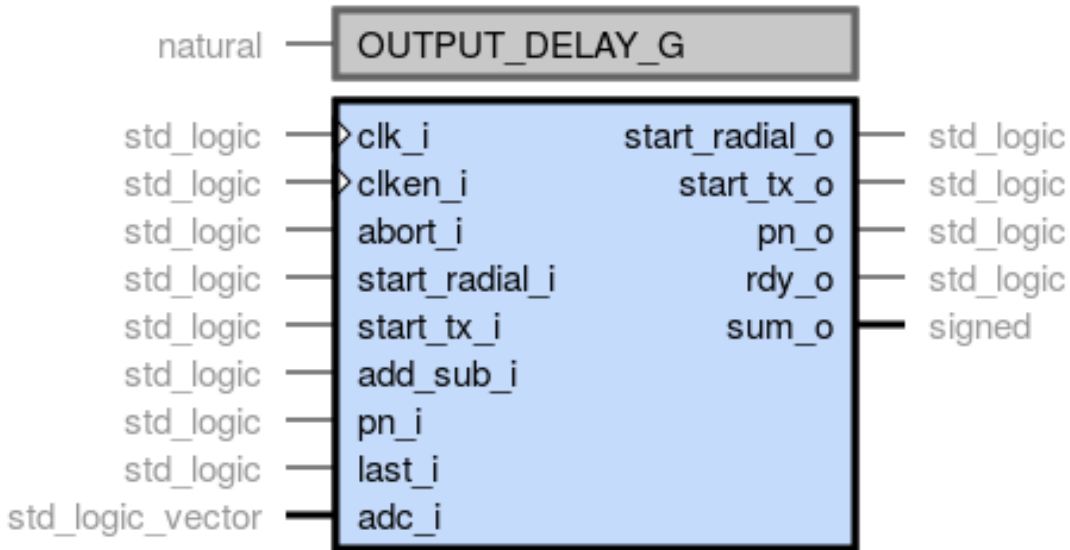 natural OUTPUT_DELAY_G
std_logic clk_i start_radial_o std_logic
std_logic clken_i start_tx_o std_logic
std_logic abort_i pn_o std_logic
std_logic start_radial_i rdy_o std_logic
std_logic start_tx_i sum_o signed
std_logic add_sub_i
std_logic pn_i
std_logic last_i
std_logic_vector adc_i